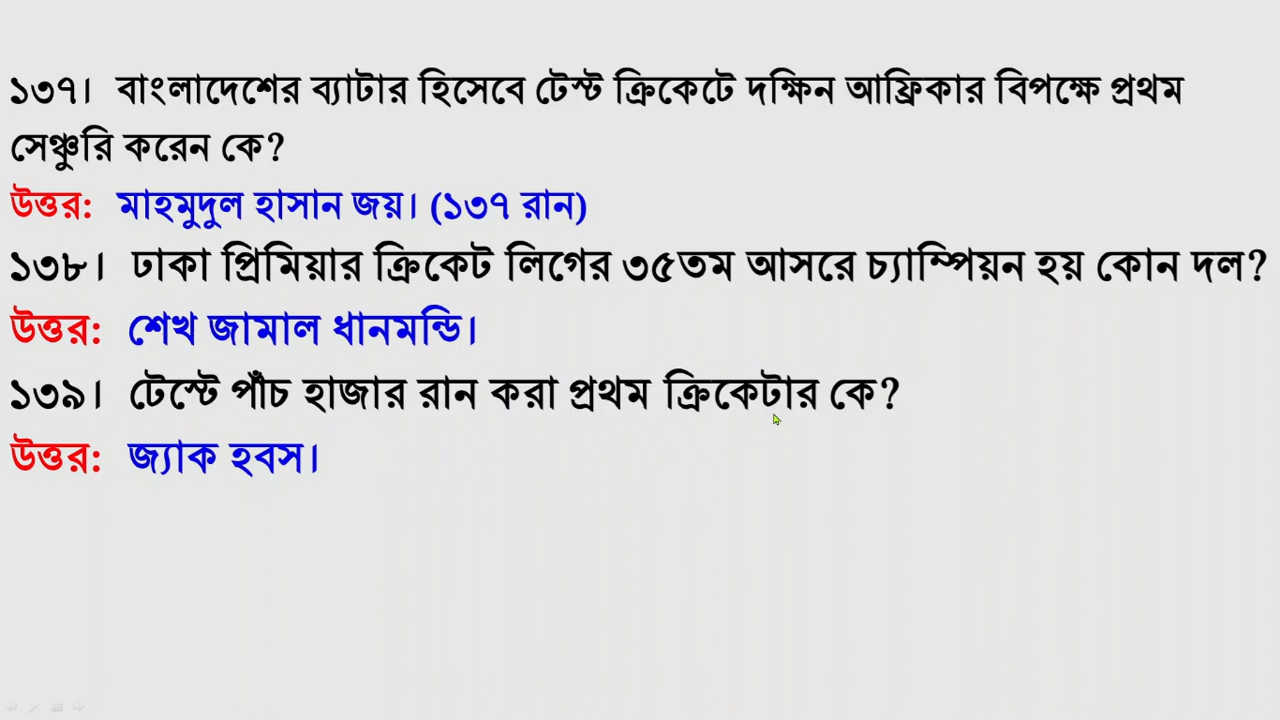 ১৩৭। বাংলাদেশের ব্যাটার হিসেবে টেস্ট ক্রিকেটে দক্ষিন আফ্রিকার বিপক্ষে প্রথম
সেঞ্চুরি করেন কে?
উত্তর: মাহমুদুল হাসান জয়। (১৩৭ রান)
১৩৮। ঢাকা প্রিমিয়ার ক্রিকেট লিগের ৩৫তম আসরে চ্যাম্পিয়ন হয় কোন দল?
উত্তর: শেখ জামাল ধানমন্ডি।
১৩৯। টেস্টে পাঁচ হাজার রান করা প্রথম ক্রিকেটার কে?
উত্তর: জ্যাক হবস।